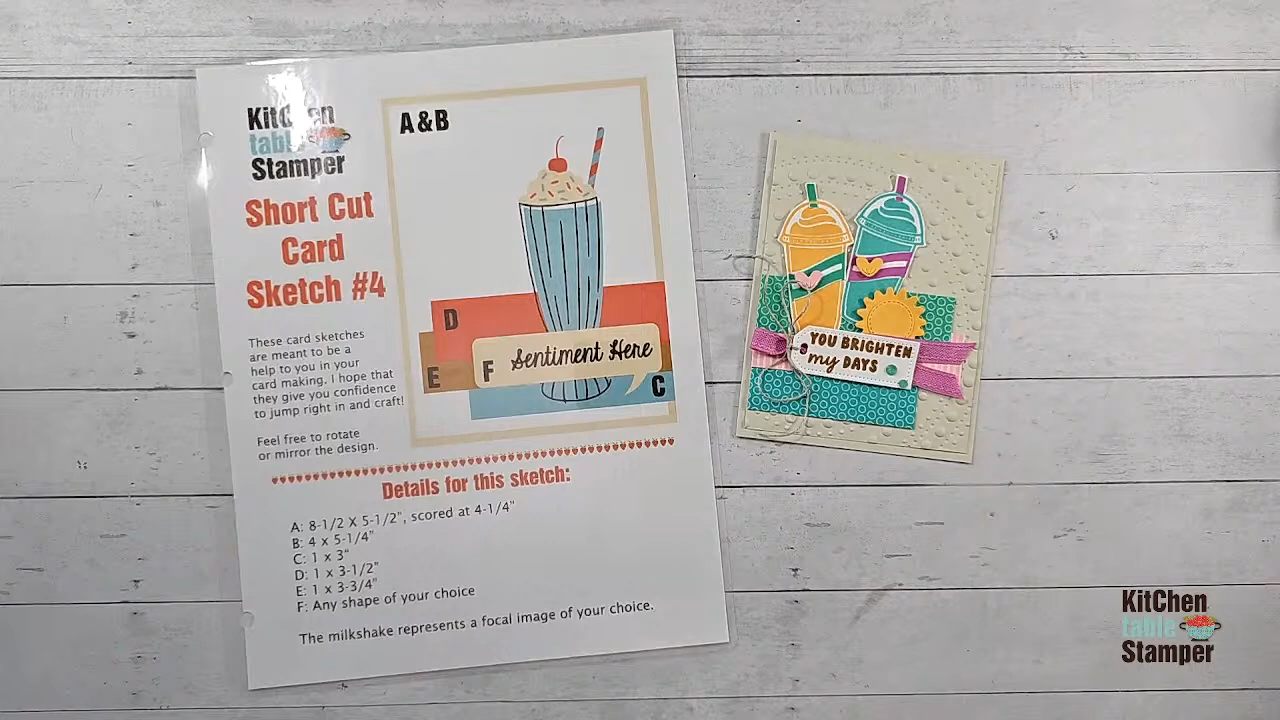 KitChen
table
Stamper
Short Cut
Card
Sketch #4
These card sketches
are meant to be a
help to you in your
card making. I hope that
they give you confidence
to jump right in and craft!
Feel free to rotate
or mirror the design.
A & B
D
E
F
Sentiment Here
C
Details for this sketch:
A: 8-1/2 X 5-1/2", scored at 4-1/4"
B: 4 x 5-1/4"
C: 1 x 3"
D: 1 x 3-1/2"
E: 1 x 3-3/4"
F: Any shape of your choice
The milkshake represents a focal image of your choice.
YOU BRIGHTEN
my DAYS
KitChen
table
Stamper